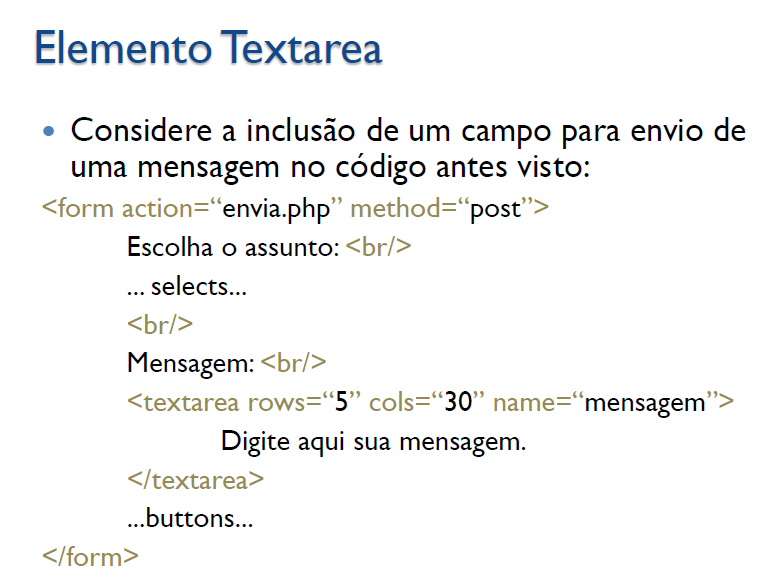 Elemento Textarea
• Considere a inclusão de um campo para envio de
uma mensagem no código antes visto:
<form action=“envia.php” method=“post”>
Escolha o assunto: <br/>
... selects...
<br/>
Mensagem: <br/>
<textarea rows=“5” cols=“30” name=“mensagem”>
Digite aqui sua mensagem.
</textarea>
...buttons...
</form>